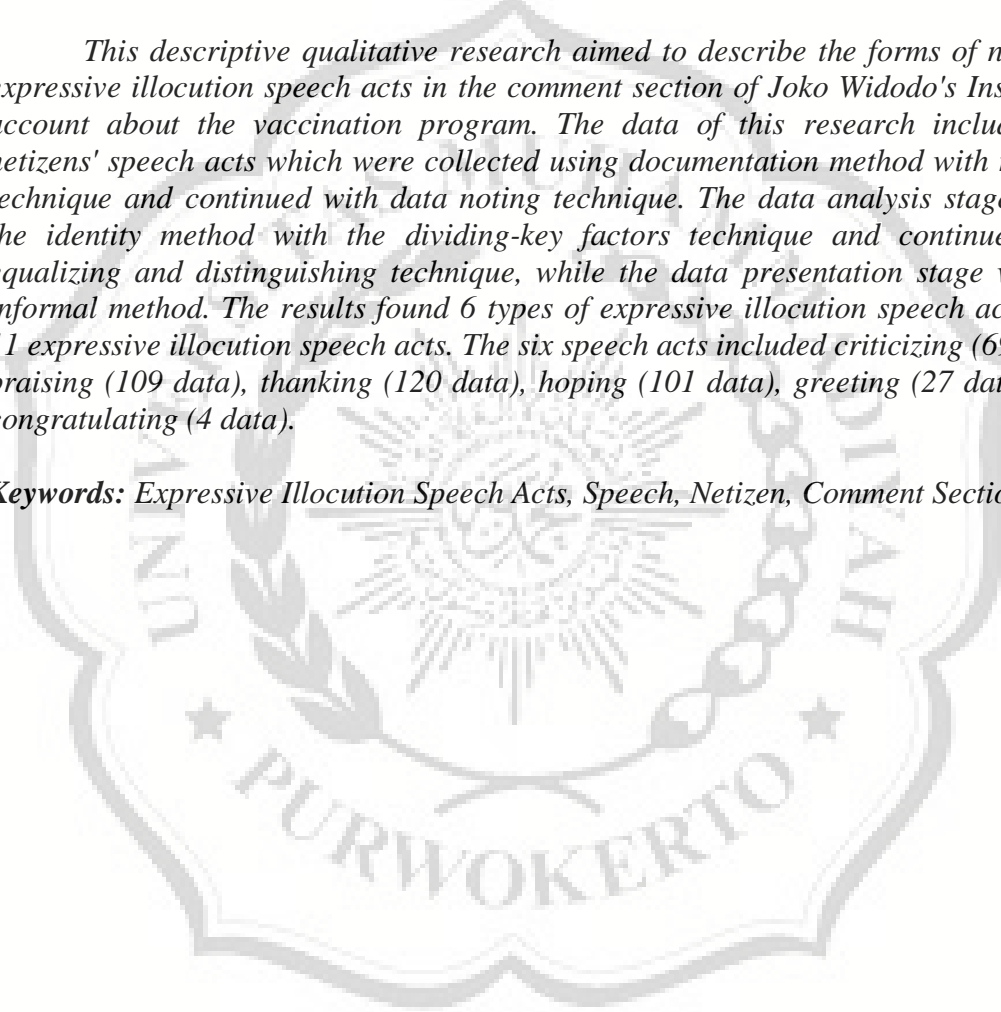 This descriptive qualitative research aimed to describe the forms of
expressive illocution speech acts in the comment section of Joko Widodo's Ins
account about the vaccination program. The data of this research inclu
netizens' speech acts which were collected using documentation method with
technique and continued with data noting technique. The data analysis stage
the identity method with the dividing-key factors technique and continue
equalizing and distinguishing technique, while the data presentation stage
informal method. The results found 6 types of expressive illocution speech ac
11 expressive illocution speech acts. The six speech acts included criticizing (69
praising (109 data), thanking (120 data), hoping (101 data), greeting (27 dat
congratulating (4 data).
Keywords: Expressive Illocution Speech Acts, Speech, Netizen, Comment Sectio
UNIVERSITAS MUHAMMADIYAH
PURWOKERTO